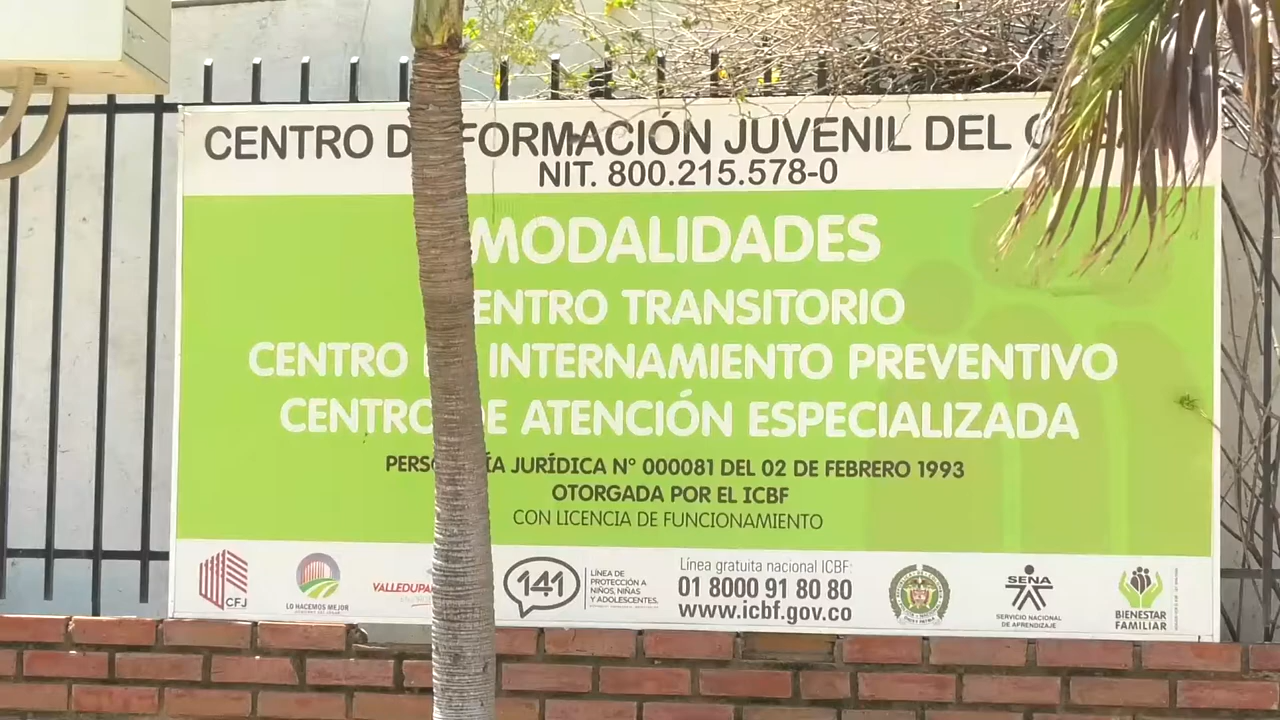 CENTRO D FORMACIÓN JUVENIL DEL
NIT. 800.215.578-0
MODALIDADES
ENTRO TRANSITORIO
CENTRO INTERNAMIENTO PREVENTIVO
CENTRO DE ATENCIÓN ESPECIALIZADA
PERSO ÍA JURÍDICA N° 000081 DEL 02 DE FEBRERO 1993
OTORGADA POR EL ICBF
CON LICENCIA DE FUNCIONAMIENTO
CFJ
LO HACEMOS MEJOR
VALLEDUPA
141
LÍNEA DE
PROTECCIÓN A
NIÑOS, NIÑAS
Y ADOLESCENTES.
Línea gratuita nacional ICBF:
01 8000 91 80 80
www.icbf.gov.co
SENA
SERVICIO NACIONAL
DE APRENDIZAJE
BIENESTAR
FAMILIAR